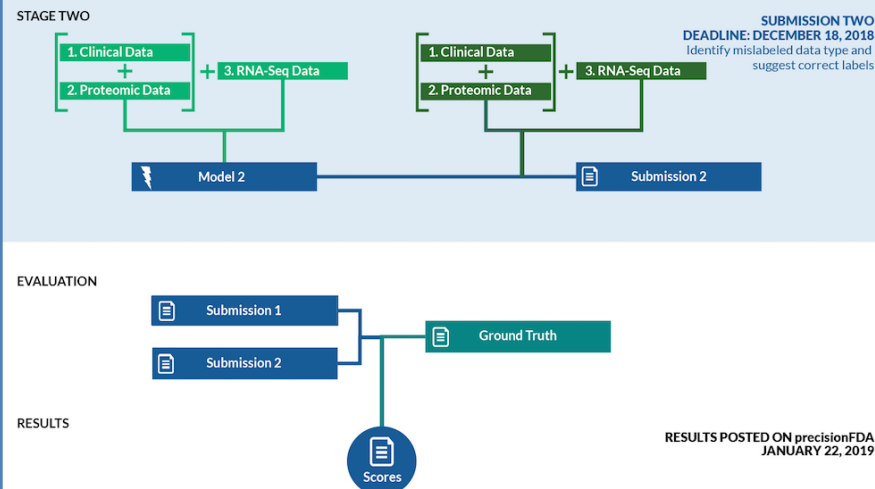 STAGE TWO
SUBMISSION TWO
DEADLINE: DECEMBER 18, 2018
Identify mislabeled data type and
suggest correct labels
1. Clinical Data
+
2. Proteomic Data
+
3. RNA-Seq Data
1. Clinical Data
+
2. Proteomic Data
+
3. RNA-Seq Data
Model 2
Submission 2
EVALUATION
Submission 1
Submission 2
Ground Truth
RESULTS
Scores
RESULTS POSTED ON precisionFDA
JANUARY 22, 2019